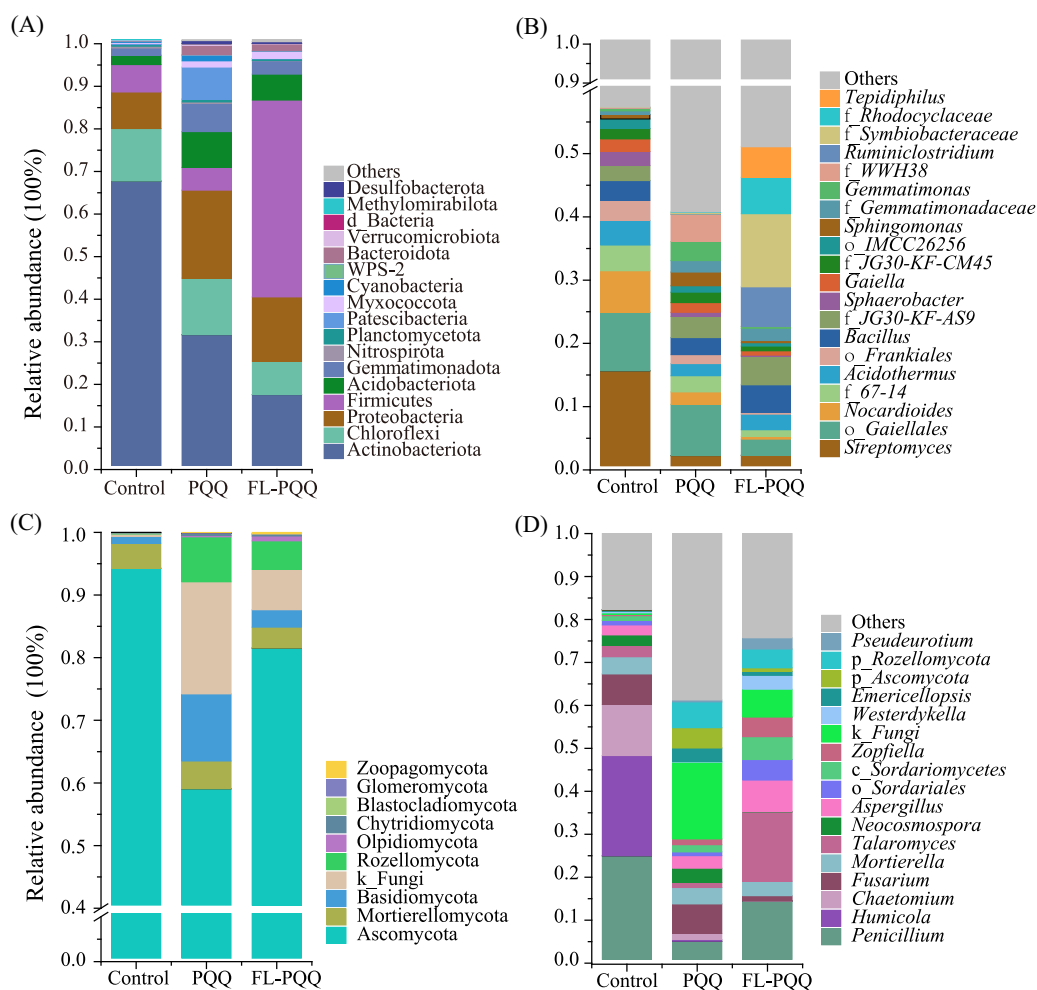 (A)
Relative abundance (100%)
1.0
0.9
0.8
0.7
0.6
0.5
0.4
0.3
0.2
0.1
0.0
Control
PQQ
FL-PQQ
Others
Desulfobacterota
Methylomirabilota
d_Bacteria
Verrucomicrobiota
Bacteroidota
WPS-2
Cyanobacteria
Myxococcota
Patescibacteria
Planctomycetota
Nitrospirota
Gemmatimonadota
Acidobacteriota
Firmicutes
Proteobacteria
Chloroflexi
Actinobacteriota
(B)
1.0
0.9
0.5
0.4
0.3
0.2
0.1
0.0
Control
PQQ
FL-PQQ
Others
Tepidiphilus
f_Rhodocyclaceae
f_Symbiobacteraceae
Ruminiclostridium
f_WWH38
Gemmatimonas
f_Gemmatimonadaceae
Sphingomonas
o_IMCC26256
f_JG30-KF-CM45
Gaiella
Sphaerobacter
f_JG30-KF-AS9
Bacillus
o_Frankiales
Acidothermus
f_67-14
Nocardioides
o_Gaiellales
Streptomyces
(C)
Relative abundance (100%)
1.0
0.9
0.8
0.7
0.6
0.5
0.4
0.0
Control
PQQ
FL-PQQ
Zoopagomycota
Glomeromycota
Blastocladiomycota
Chytridiomycota
Olpidiomycota
Rozellomycota
k_Fungi
Basidiomycota
Mortierellomycota
Ascomycota
(D)
1.0
0.9
0.8
0.7
0.6
0.5
0.4
0.3
0.2
0.1
0.0
Control
PQQ
FL-PQQ
Others
Pseudeurotium
p_Rozellomycota
p_Ascomycota
Emericellopsis
Westerdykella
k_Fungi
Zopfiella
c_Sordariomycetes
o_Sordariales
Aspergillus
Neocosmospora
Talaromyces
Mortierella
Fusarium
Chaetomium
Humicola
Penicillium